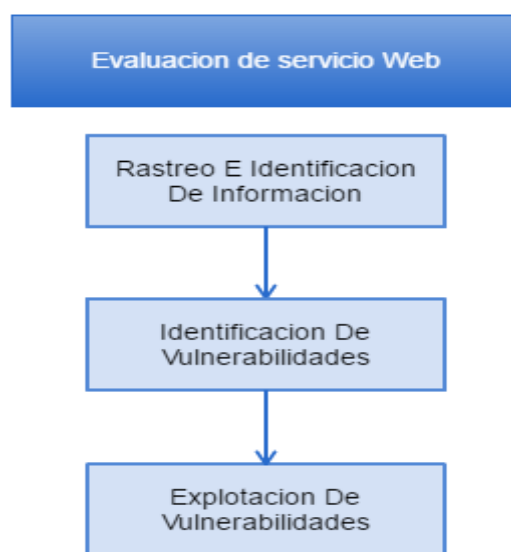 Evaluacion de servicio Web
Rastreo E Identificacion
De Informacion
Identificacion De
Vulnerabilidades
Explotacion De
Vulnerabilidades